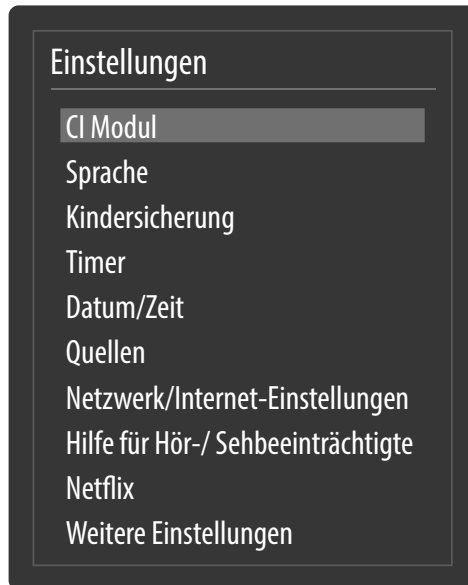 Einstellungen
CI Modul
Sprache
Kindersicherung
Timer
Datum/Zeit
Quellen
Netzwerk/Internet-Einstellungen
Hilfe für Hör-/ Sehbeeinträchtigte
Netflix
Weitere Einstellungen